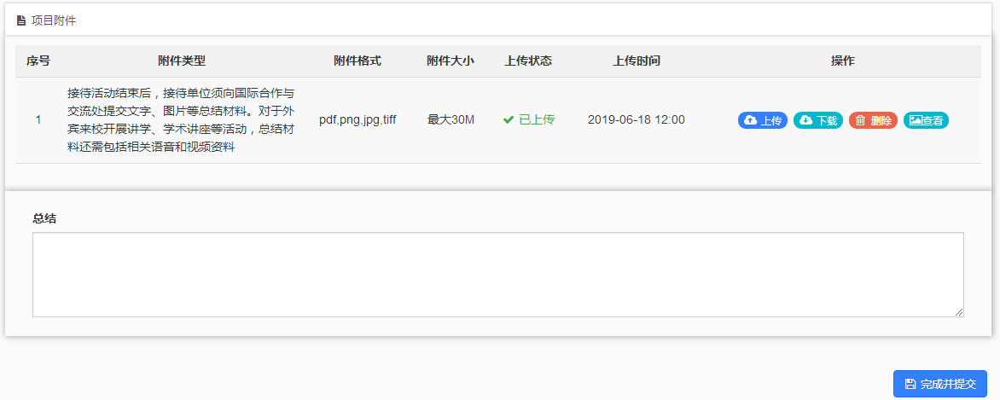 项目附件
序号 附件类型 附件格式 附件大小 上传状态 上传时间 操作
接待活动结束后，接待单位须向国际合作与
交流处提交文字、图片等总结材料。对于外
1 pdf,png,jpg,tiff 最大30M 已上传 2019-06-18 12:00 上传 下载 删除 查看
宾来校开展讲学、学术讲座等活动，总结材
料还需包括相关语音和视频资料
总结
完成并提交